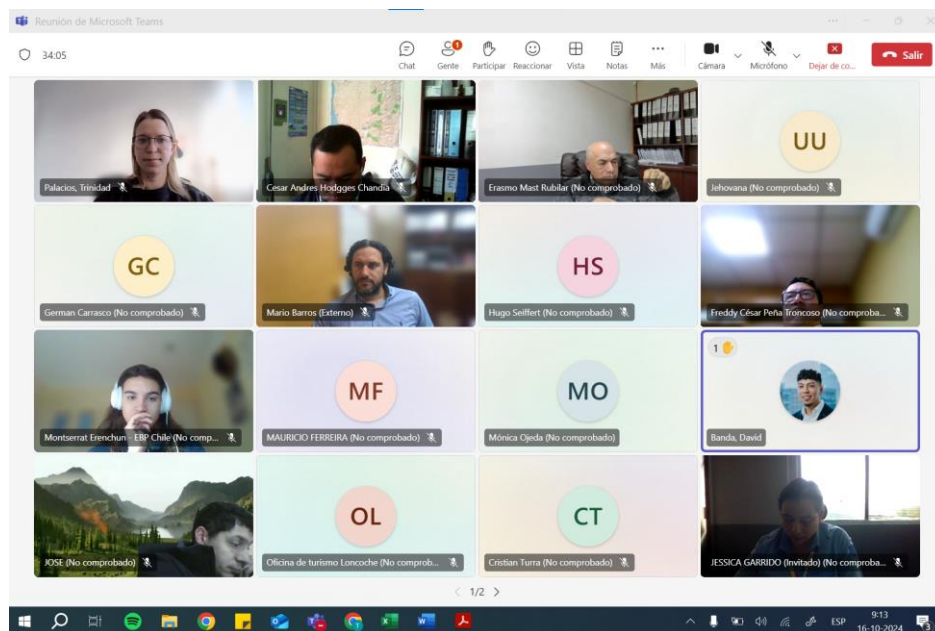 Reunión de Microsoft Teams
34:05
Chat
Gente
1
Participar
Reaccionar
Vista
Notas
Más
Cámara
Micrófono
Dejar de co...
Salir
Palacios, Trinidad
Cesar Andres Hodgges Chandia
Erasmo Mast Rubilar (No comprobado)
UU
Jehovana (No comprobado)
GC
German Carrasco (No comprobado)
Mario Barros (Externo)
HS
Hugo Seiffert (No comprobado)
Freddy César Peña Troncoso (No comproba...
Montserrat Erenchun - EBP Chile (No comp...
MF
MAURICIO FERREIRA (No comprobado)
MO
Mónica Ojeda (No comprobado)
1
Banda, David
JOSE (No comprobado)
OL
Oficina de turismo Loncoche (No comprob...
CT
Cristian Turra (No comprobado)
JESSICA GARRIDO (Invitado) (No comproba...
1/2
ESP
9:13
16-10-2024
3